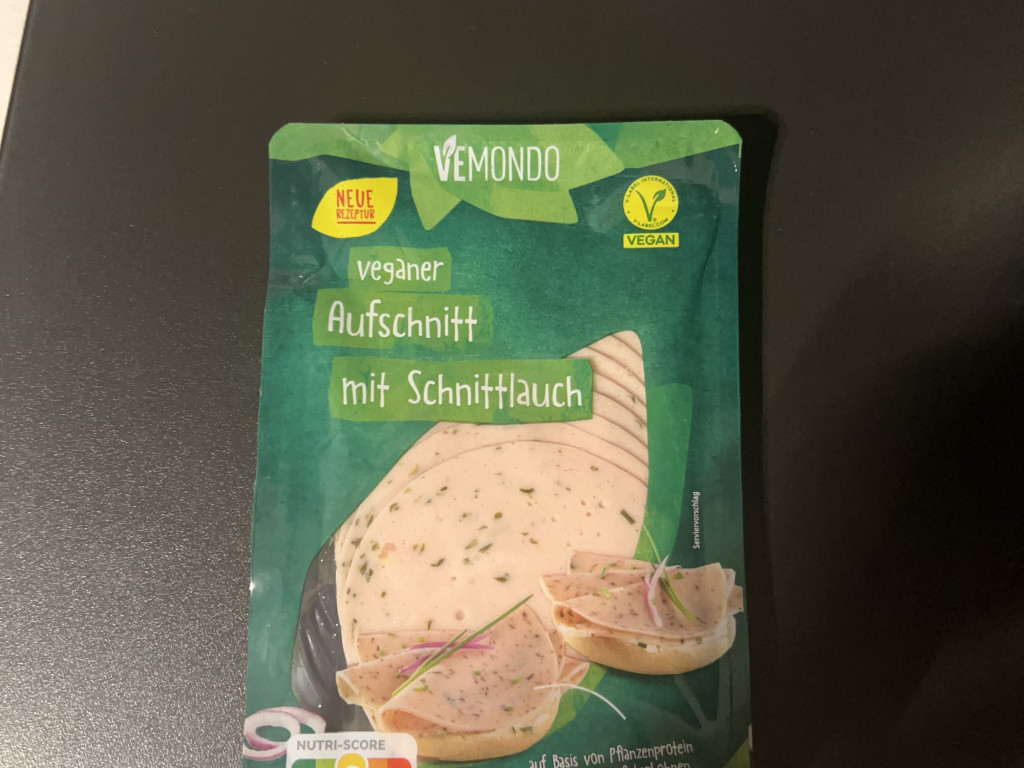 VEMONDO
NEUE
REZEPTUR
V-LABEL INTERNATIONAL
V-LABEL.COM
VEGAN
veganer
Aufschnitt
mit Schnittlauch
Serviervorschlag
NUTRI-SCORE
auf Basis von Pflanzenprotein